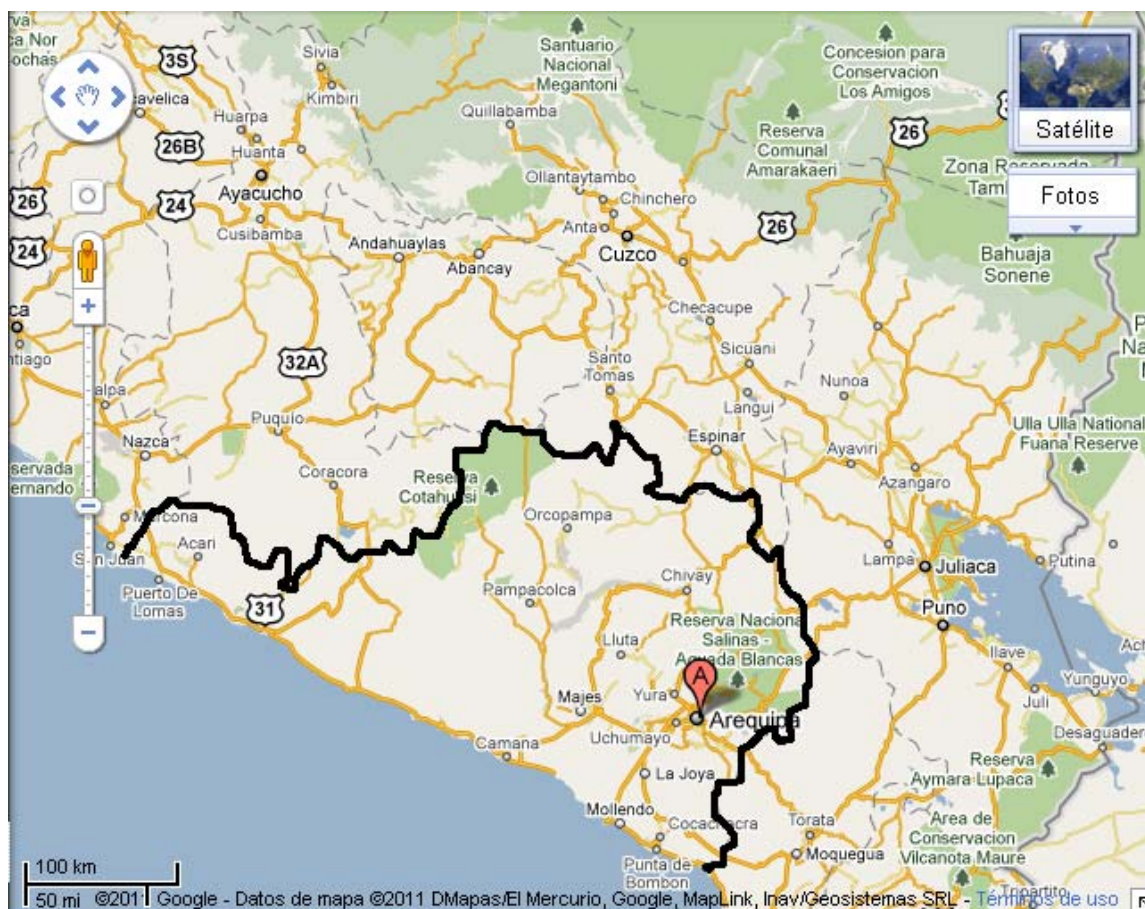 3S
Sivia
Kimbiri
Santuario
Nacional
Megantoni
Concesion para
Conservacion
Los Amigos
Satélite
Fotos
Quillabamba
Huarpa
Huanta
26B
Ayacucho
24
26
24
Cusibamba
Reserva
Comunal
Amarakaeri
26
Zona Reservada
Ollantaytambo
Chinchero
Anta
Cuzco
26
Bahuaja
Sonene
Andahuaylas
Abancay
Checacupe
Sicuani
Santo
Tomas
Langui
Nunoa
32A
Puquio
Nazca
Coracora
Espinar
Ayaviri
Azangaro
Ulla Ulla National
Fuana Reserve
Reserva
Cotahuasi
Orcopampa
Marcona
San Juan
Acari
Puerto De
Lomas
31
Pampacolca
Chivay
Lampa
Juliaca
Putina
Puno
Reserva Naciona
Salinas -
Aguada Blancas
Lluta
Yura
A
Arequipa
Majes
Uchumayo
Camana
La Joya
Ilave
Juli
Yunguyo
Desaguadero
Reserva
Aymara Lupaca
Mollendo
Cocachacra
Punta de
Bombon
Torata
Moquegua
Area de
Conservacion
Vilcanota Maure
Tripartito
100 km
50 mi
©2011 Google - Datos de mapa ©2011 DMapas/El Mercurio, Google, MapLink, Inav/Geosistemas SRL - Términos de uso